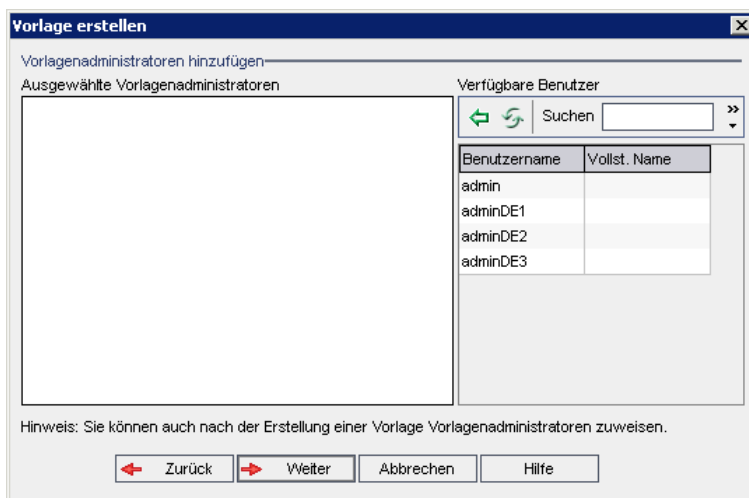 Vorlage erstellen
Vorlagenadministratoren hinzufügen
Ausgewählte Vorlagenadministratoren
Verfügbare Benutzer
Suchen
Benutzername Vollst. Name
admin
adminDE1
adminDE2
adminDE3
Hinweis: Sie können auch nach der Erstellung einer Vorlage Vorlagenadministratoren zuweisen.
Zurück Weiter Abbrechen Hilfe